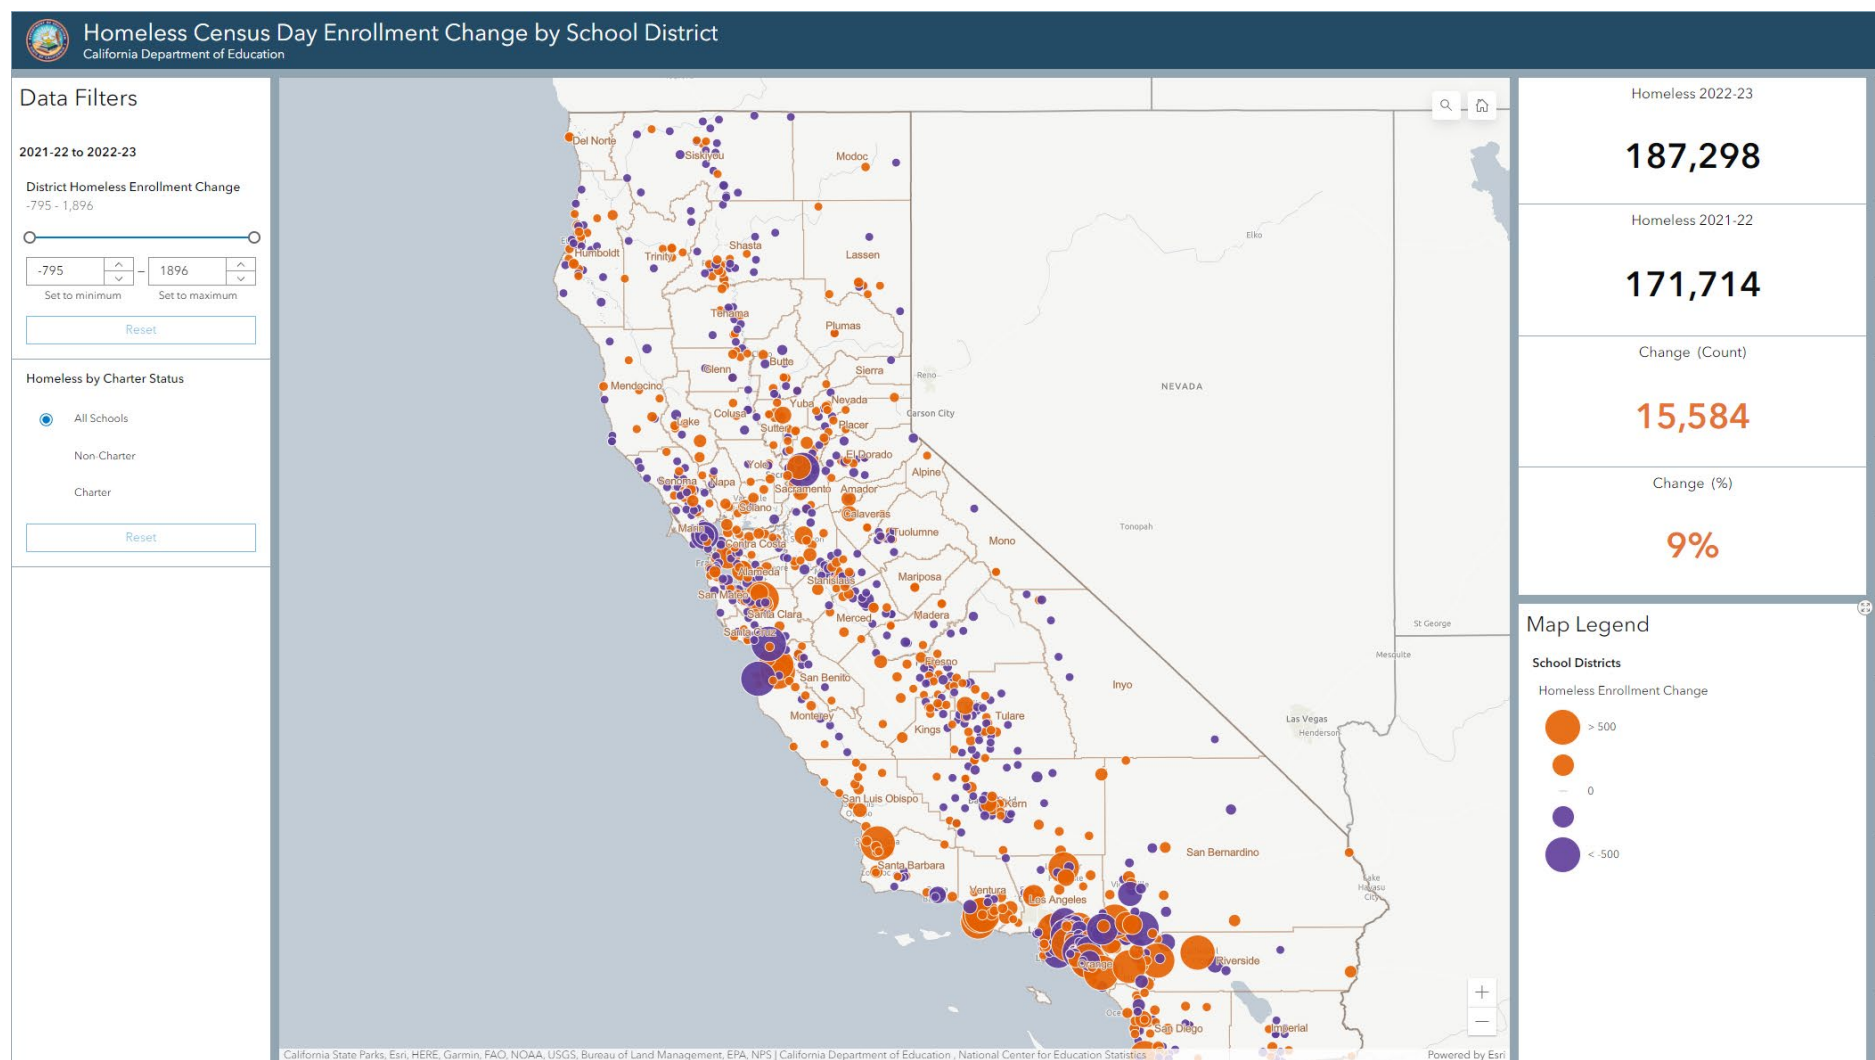 Homeless Census Day Enrollment Change by School District
California Department of Education
Data Filters
2021-22 to 2022-23
District Homeless Enrollment Change
-795 - 1,896
-795
–
1896
Set to minimum
Set to maximum
Reset
Homeless by Charter Status
All Schools
Non-Charter
Charter
Reset
Del Norte
Siskiyou
Modoc
Humboldt
Trinity
Shasta
Lassen
Elko
Tehama
Plumas
Glenn
Butte
Sierra
Reno
Mendocino
NEVADA
Colusa
Yuba
Nevada
Carson City
Lake
Sutter
Placer
Yolo
El Dorado
Alpine
Sonoma
Napa
Sacramento
Amador
Solano
Calaveras
Tonopah
Marin
Tuolumne
Mono
Contra Costa
Alameda
Stanislaus
Mariposa
San Mateo
Santa Clara
Merced
Madera
St George
Santa Cruz
Mesquite
Fresno
San Benito
Inyo
Monterey
Tulare
Las Vegas
Henderson
Kings
San Luis Obispo
Kern
San Bernardino
Santa Barbara
Lake
Havasu
City
Ventura
Los Angeles
Orange
Riverside
San Diego
Imperial
California State Parks, Esri, HERE, Garmin, FAO, NOAA, USGS, Bureau of Land Management, EPA, NPS | California Department of Education , National Center for Education Statistics
Powered by Esri
Homeless 2022-23
187,298
Homeless 2021-22
171,714
Change (Count)
15,584
Change (%)
9%
Map Legend
School Districts
Homeless Enrollment Change
> 500
0
< -500